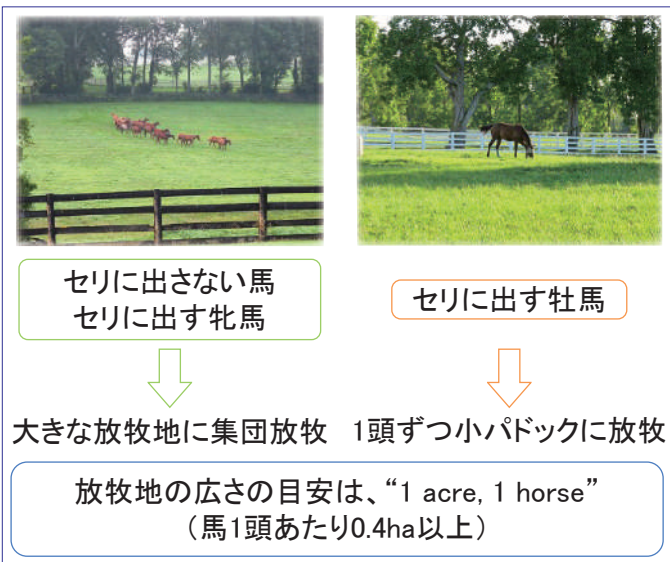 セリに出さない馬
セリに出す牝馬
セリに出す牡馬
大きな放牧地に集団放牧
1頭ずつ小パドックに放牧
放牧地の広さの目安は、“1 acre, 1 horse”
（馬1頭あたり0.4ha以上）